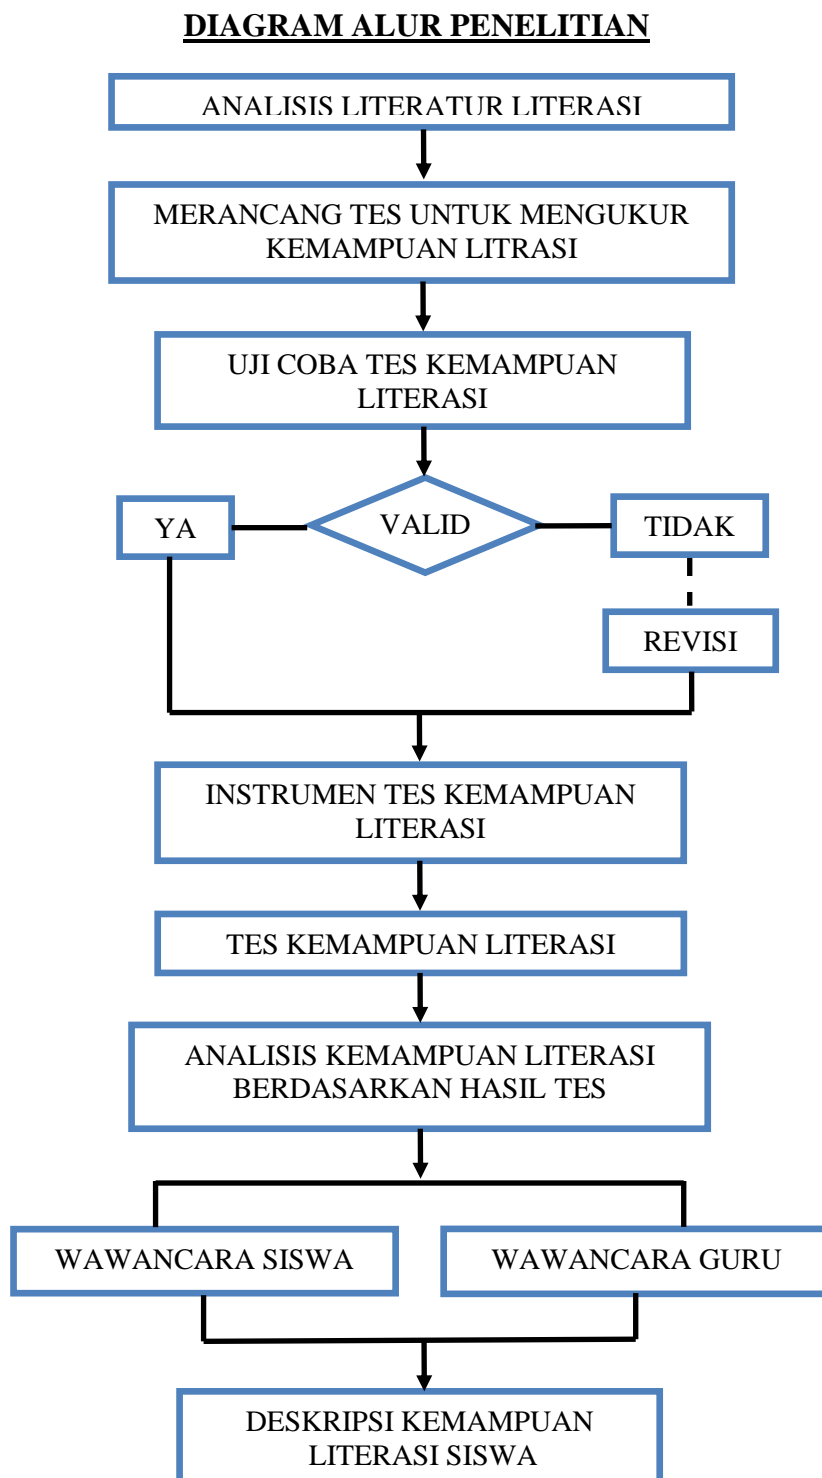 DIAGRAM ALUR PENELITIAN
ANALISIS LITERATUR LITERASI
MERANCANG TES UNTUK MENGUKUR
KEMAMPUAN LITRASI
UJI COBA TES KEMAMPUAN
LITERASI
YA
VALID
TIDAK
REVISI
INSTRUMEN TES KEMAMPUAN
LITERASI
TES KEMAMPUAN LITERASI
ANALISIS KEMAMPUAN LITERASI
BERDASARKAN HASIL TES
WAWANCARA SISWA
WAWANCARA GURU
DESKRIPSI KEMAMPUAN
LITERASI SISWA